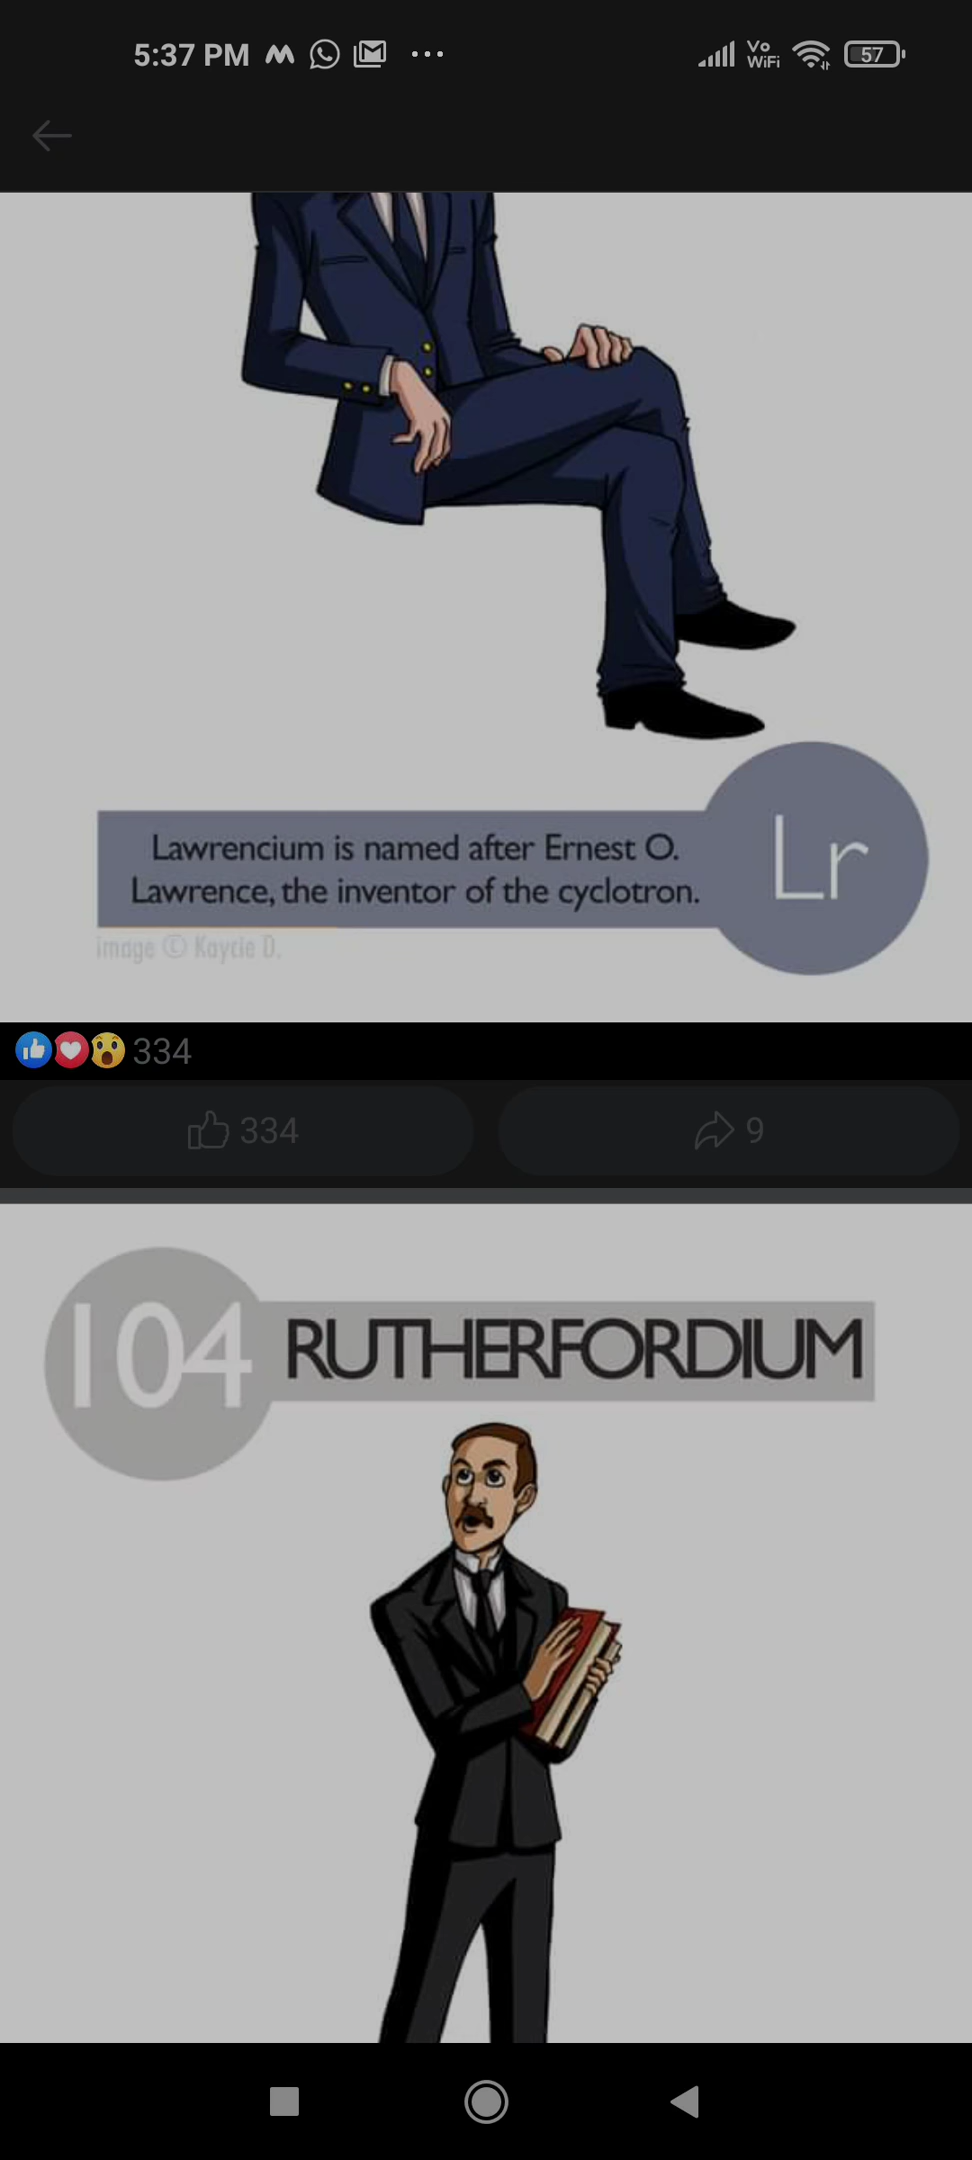 5:37 PM
Vo
WiFi
57
Lawrencium is named after Ernest O.
Lawrence, the inventor of the cyclotron.
Lr
image © Kaycie D.
334
334
9
104
RUTHERFORDIUM